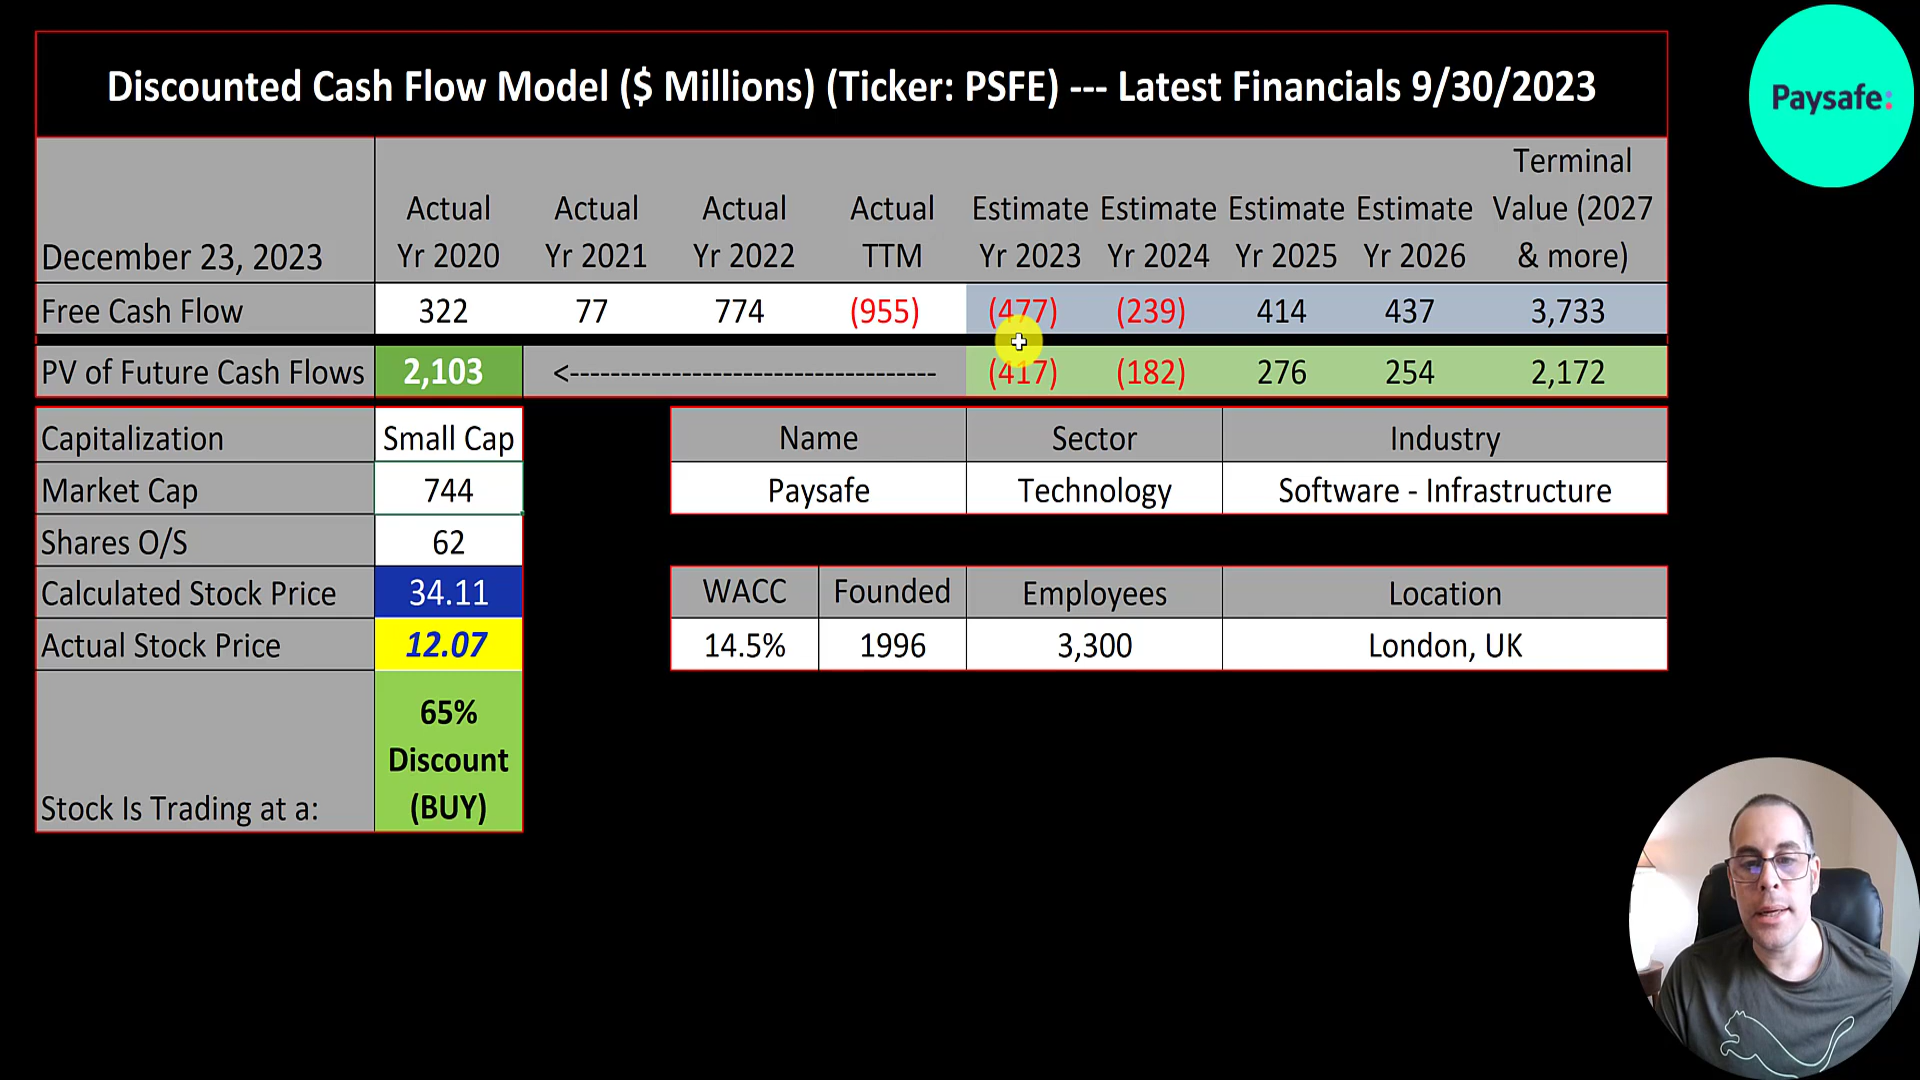 Discounted Cash Flow Model ($ Millions) (Ticker: PSFE) --- Latest Financials 9/30/2023
Paysafe:
December 23, 2023 Actual Yr 2020 Actual Yr 2021 Actual Yr 2022 Actual TTM Estimate Yr 2023 Estimate Yr 2024 Estimate Yr 2025 Estimate Yr 2026 Terminal Value (2027 & more)
Free Cash Flow 322 77 774 (955) (477) (239) 414 437 3,733
PV of Future Cash Flows 2,103 <------------------------------------- (417) (182) 276 254 2,172
Capitalization Small Cap
Market Cap 744
Shares O/S 62
Calculated Stock Price 34.11
Actual Stock Price 12.07
Stock Is Trading at a: 65% Discount (BUY)
Name Sector Industry
Paysafe Technology Software - Infrastructure
WACC Founded Employees Location
14.5% 1996 3,300 London, UK